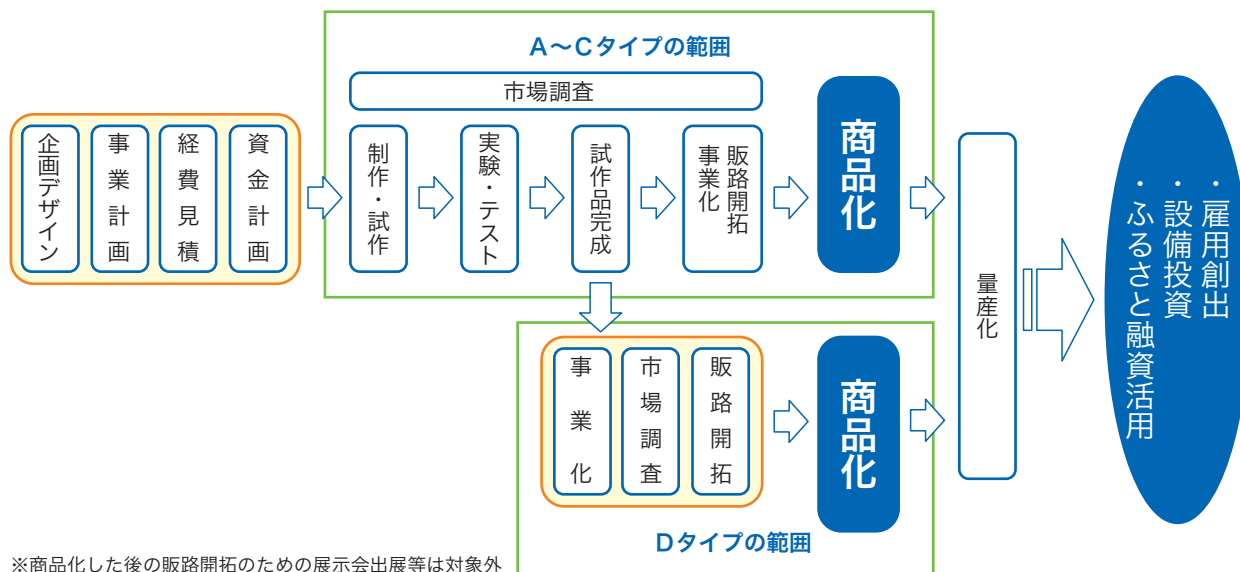 A～Cタイプの範囲
市場調査
企画デザイン
事業計画
経費見積
資金計画
制作・試作
実験・テスト
試作品完成
販路開拓
事業化
商品化
量産化
・雇用創出
・設備投資
・ふるさと融資活用
事業化
市場調査
販路開拓
商品化
Dタイプの範囲
※商品化した後の販路開拓のための展示会出展等は対象外